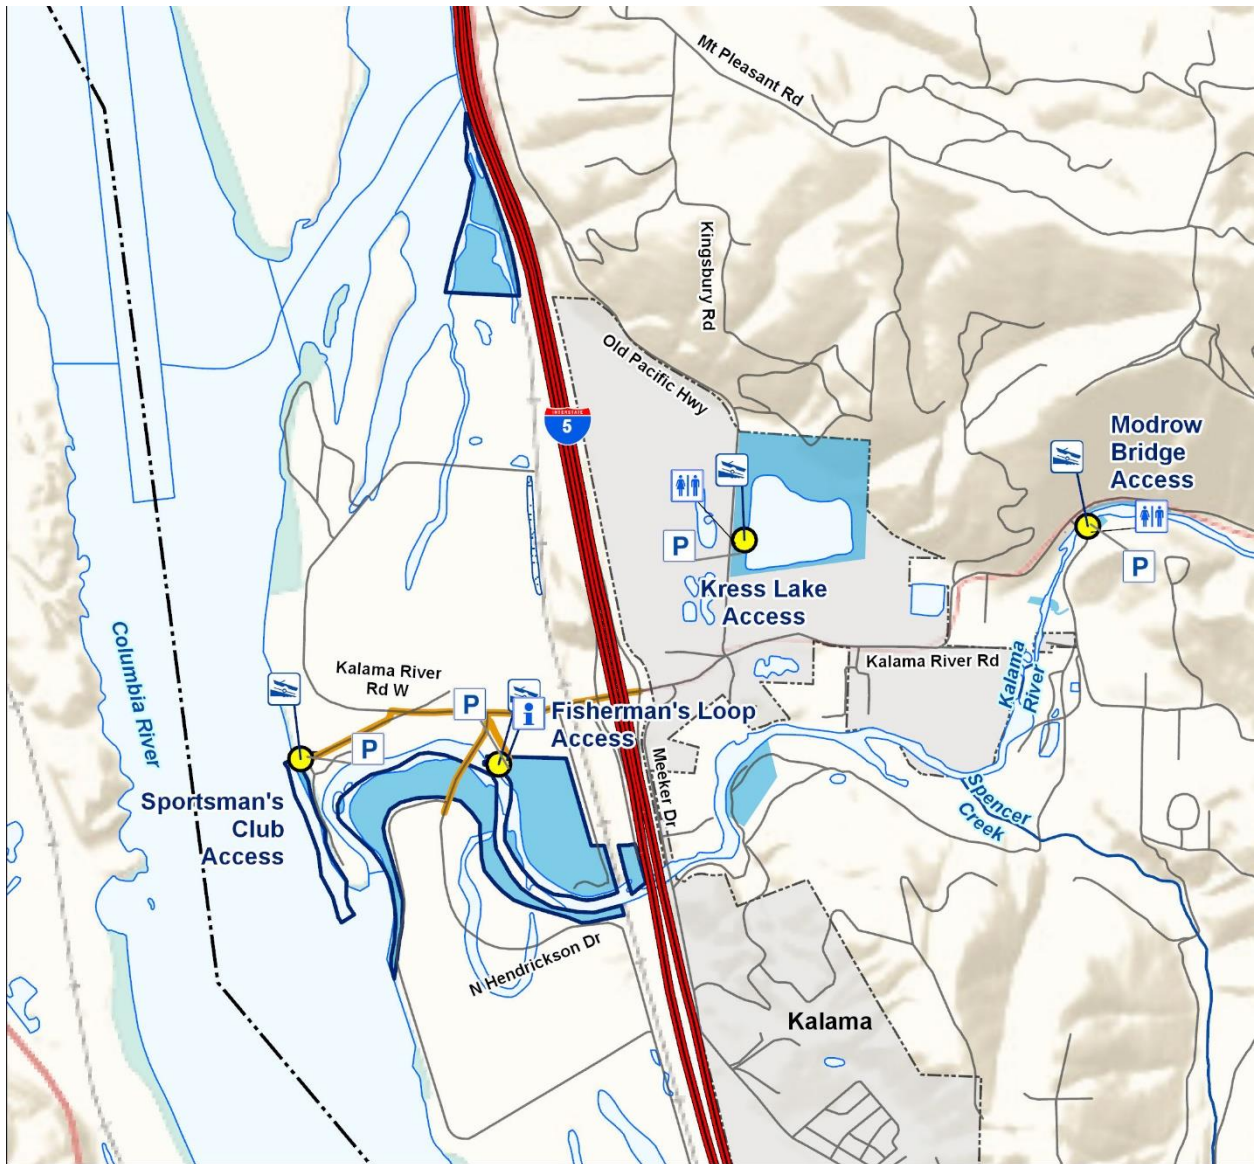 Mt Pleasant Rd
Kingsbury Rd
Old Pacific Hwy
INTERSTATE
5
Modrow
Bridge
Access
P
P
Kress Lake
Access
Columbia River
Kalama River
Rd W
Kalama River Rd
Kalama
River
P
i
Fisherman's Loop
Access
P
Meeker Dr
Sportsman's
Club
Access
Spencer
Creek
N Hendrickson Dr
Kalama